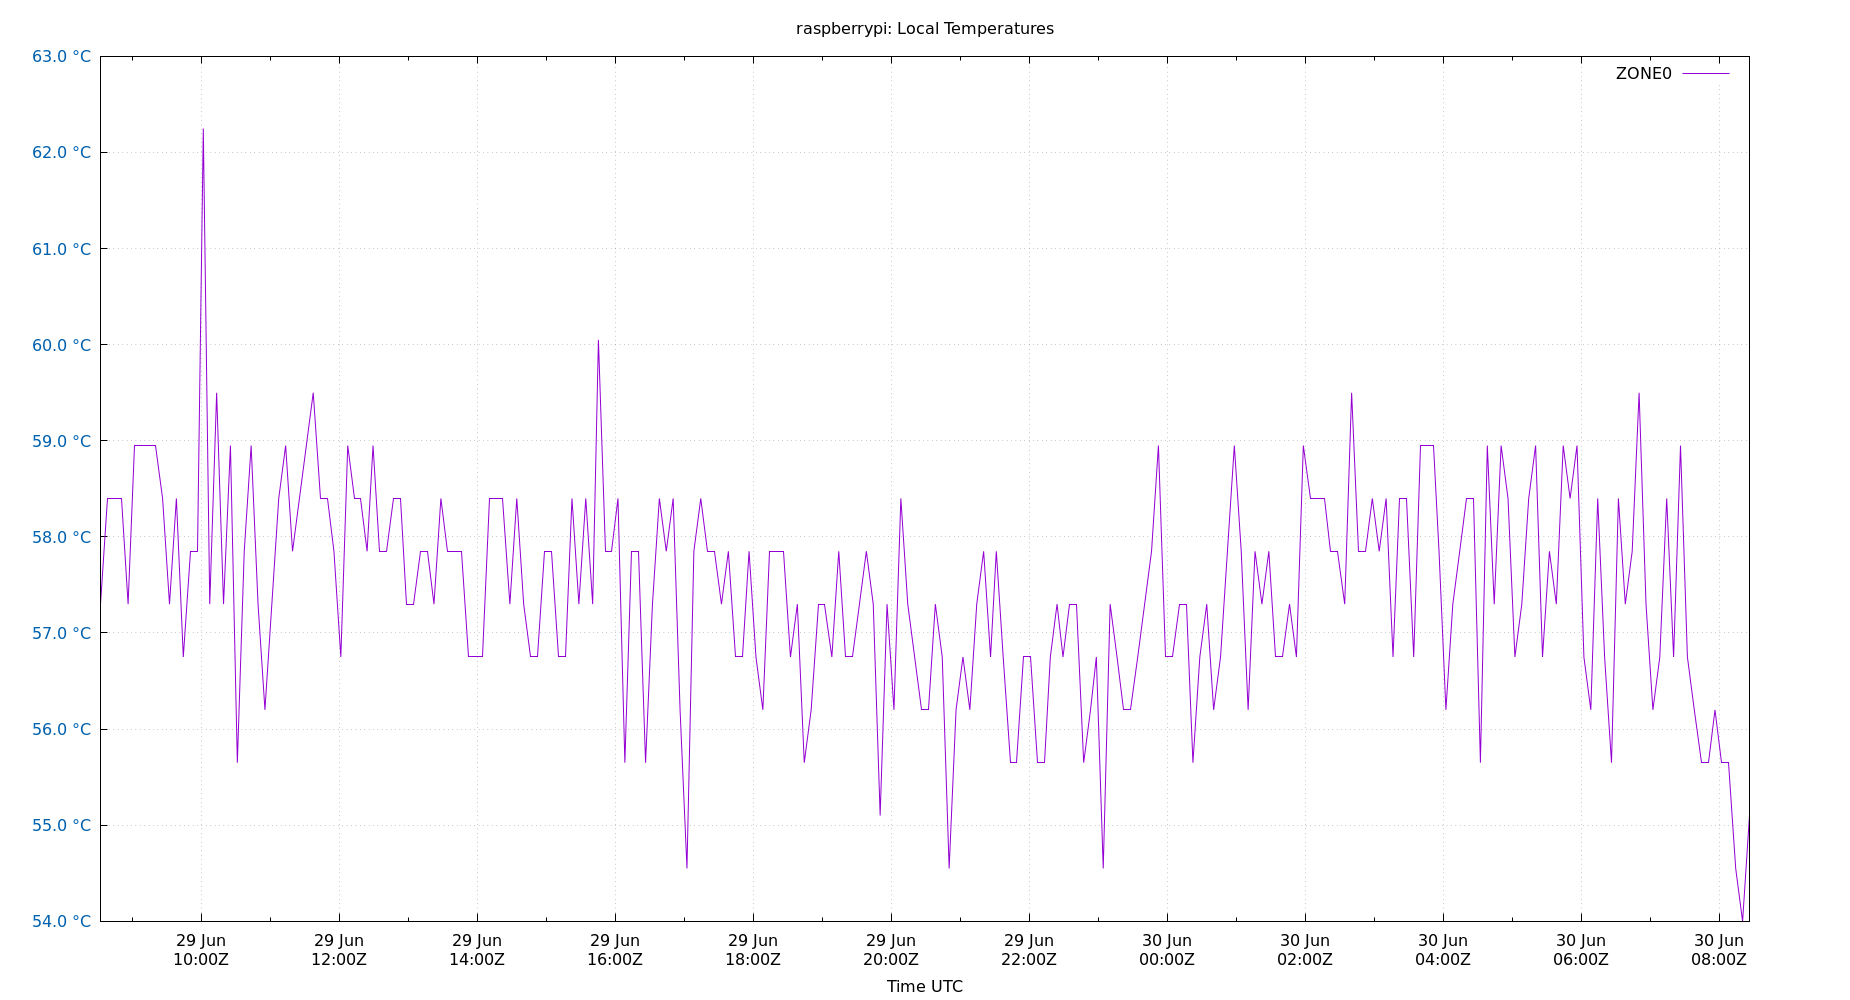 raspberrypi: Local Temperatures
63.0 °C
62.0 °C
61.0 °C
60.0 °C
59.0 °C
58.0 °C
57.0 °C
56.0 °C
55.0 °C
54.0 °C
ZONE0
29 Jun
10:00Z
29 Jun
12:00Z
29 Jun
14:00Z
29 Jun
16:00Z
29 Jun
18:00Z
29 Jun
20:00Z
29 Jun
22:00Z
30 Jun
00:00Z
30 Jun
02:00Z
30 Jun
04:00Z
30 Jun
06:00Z
30 Jun
08:00Z
Time UTC